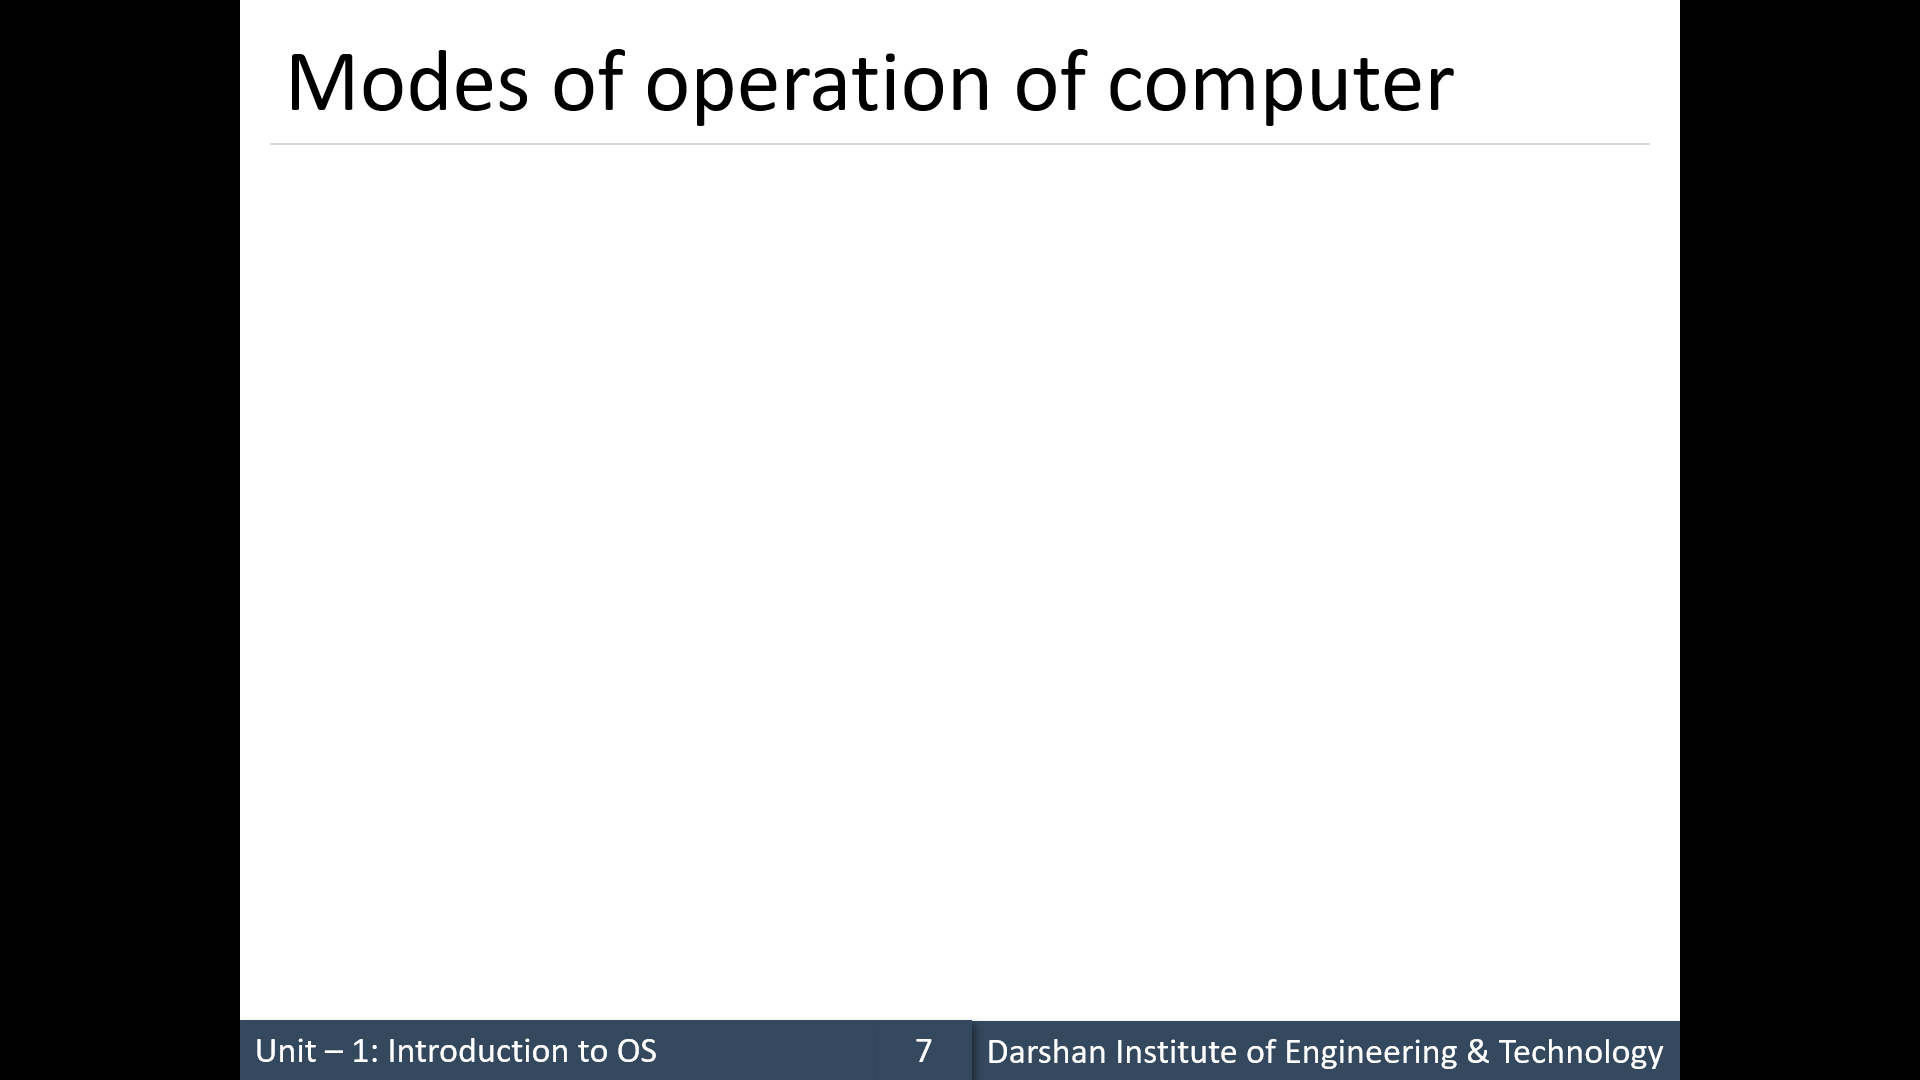 Modes of operation of computer
Unit – 1: Introduction to OS
7
Darshan Institute of Engineering & Technology